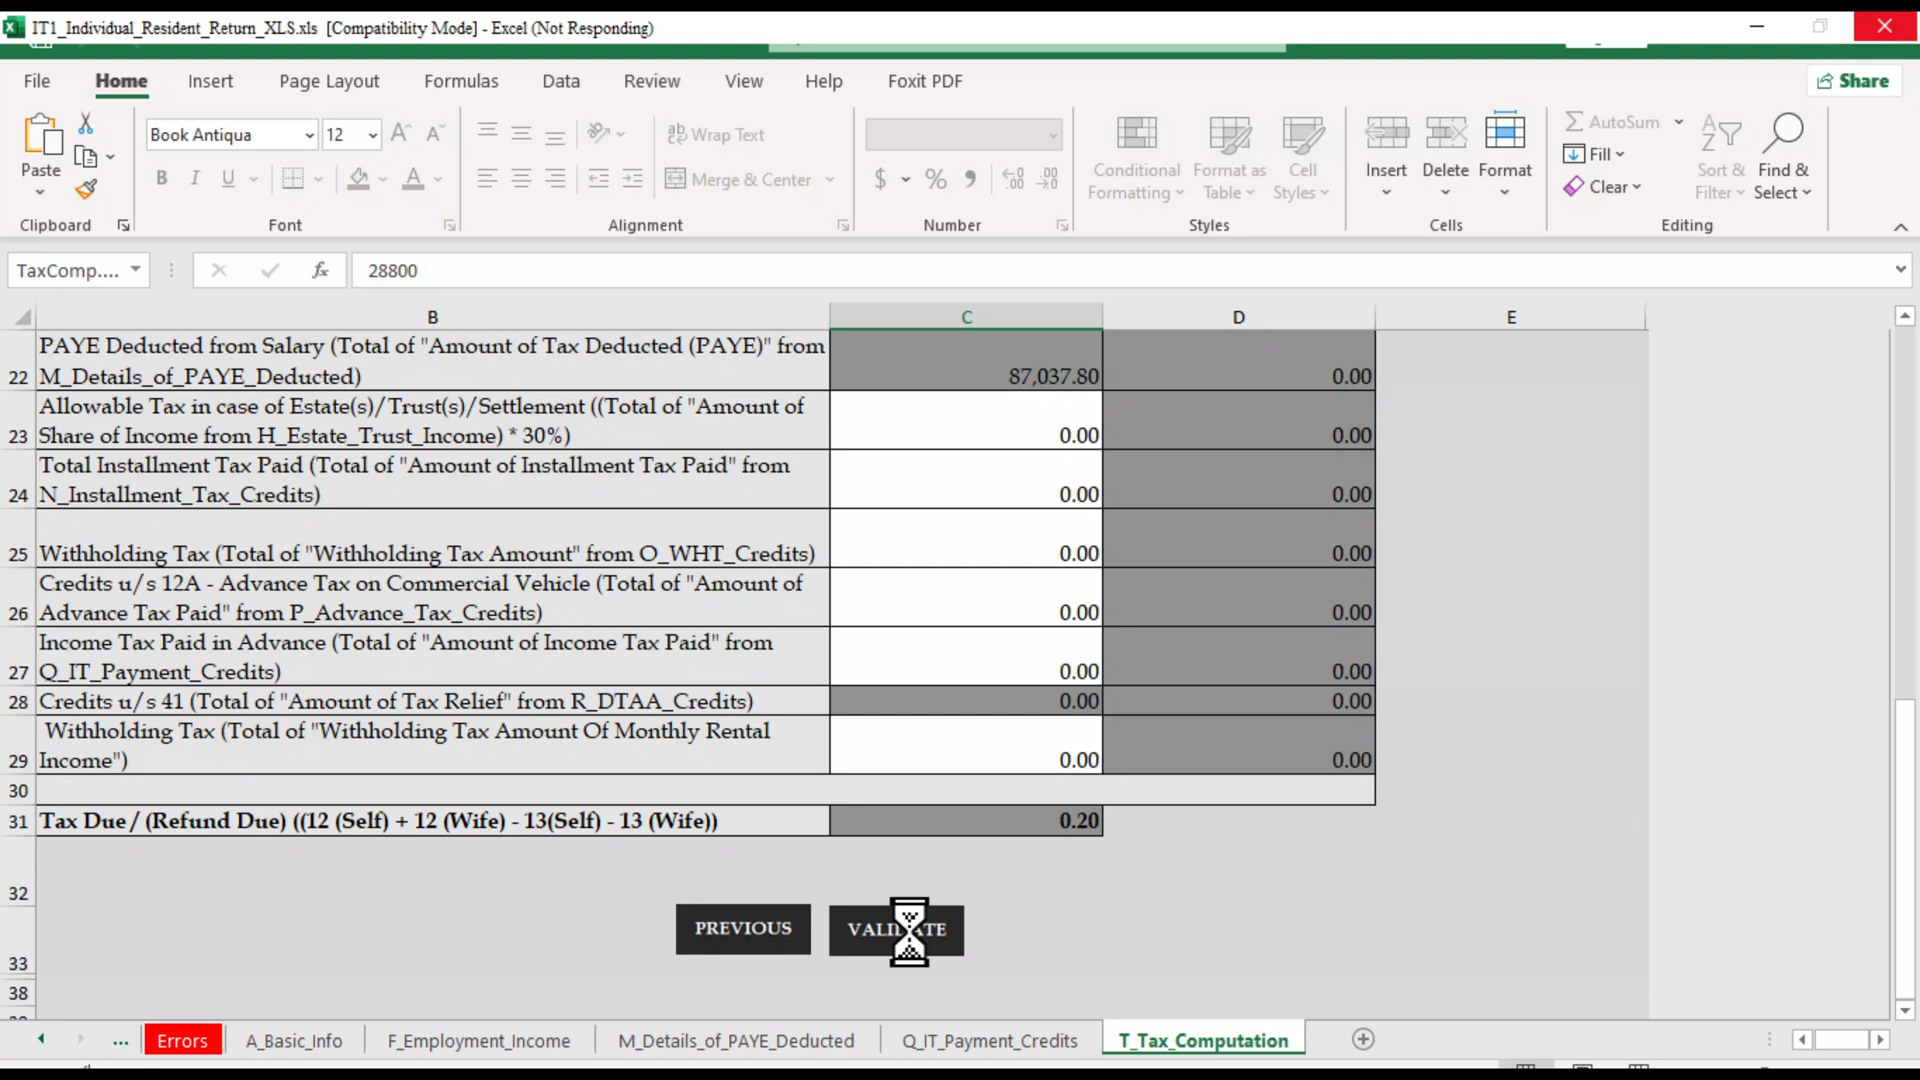 IT1_Individual_Resident_Return_XLS.xls [Compatibility Mode] - Excel (Not Responding)
File Home Insert Page Layout Formulas Data Review View Help Foxit PDF Share
Paste
Clipboard
Book Antiqua 12
B I U
Font
Wrap Text
Merge & Center
Alignment
$ % 9
Number
Conditional Formatting
Format as Table
Cell Styles
Styles
Insert Delete Format
Cells
AutoSum
Fill
Clear
Sort & Filter
Find & Select
Editing
TaxComp.... fx 28800
B C D E
PAYE Deducted from Salary (Total of "Amount of Tax Deducted (PAYE)" from
22 M_Details_of_PAYE_Deducted) 87,037.80 0.00
Allowable Tax in case of Estate(s)/Trust(s)/Settlement ((Total of "Amount of
23 Share of Income from H_Estate_Trust_Income) * 30%) 0.00 0.00
Total Installment Tax Paid (Total of "Amount of Installment Tax Paid" from
24 N_Installment_Tax_Credits) 0.00 0.00
25 Withholding Tax (Total of "Withholding Tax Amount" from O_WHT_Credits) 0.00 0.00
Credits u/s 12A - Advance Tax on Commercial Vehicle (Total of "Amount of
26 Advance Tax Paid" from P_Advance_Tax_Credits) 0.00 0.00
Income Tax Paid in Advance (Total of "Amount of Income Tax Paid" from
27 Q_IT_Payment_Credits) 0.00 0.00
28 Credits u/s 41 (Total of "Amount of Tax Relief" from R_DTAA_Credits) 0.00 0.00
Withholding Tax (Total of "Withholding Tax Amount Of Monthly Rental
29 Income") 0.00 0.00
30
31 Tax Due / (Refund Due) ((12 (Self) + 12 (Wife) - 13(Self) - 13 (Wife)) 0.20
32
PREVIOUS VALIDATE
33
38
... Errors A_Basic_Info F_Employment_Income M_Details_of_PAYE_Deducted Q_IT_Payment_Credits T_Tax_Computation